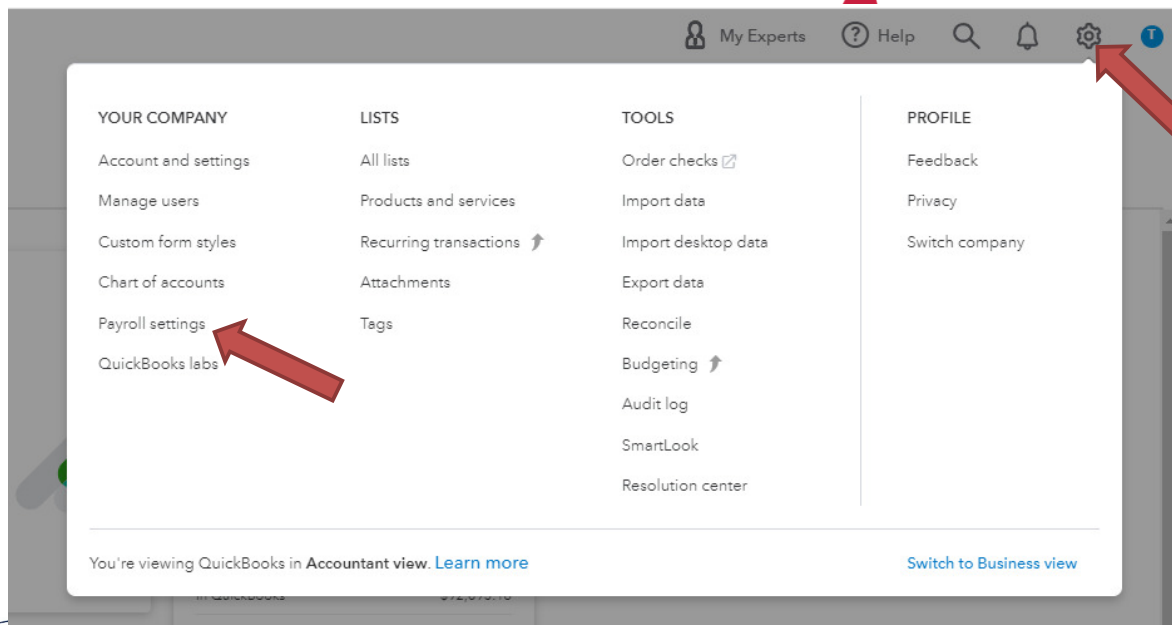 My Experts
Help
T
YOUR COMPANY
Account and settings
Manage users
Custom form styles
Chart of accounts
Payroll settings
QuickBooks labs
LISTS
All lists
Products and services
Recurring transactions
Attachments
Tags
TOOLS
Order checks
Import data
Import desktop data
Export data
Reconcile
Budgeting
Audit log
SmartLook
Resolution center
PROFILE
Feedback
Privacy
Switch company
You're viewing QuickBooks in Accountant view. Learn more
Switch to Business view